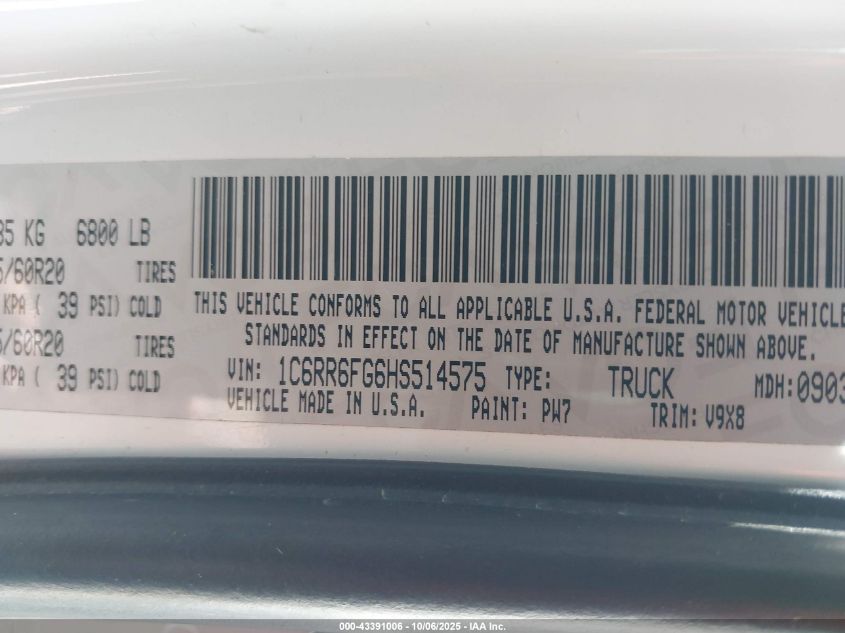 85 KG 6800 LB
5/60R20 TIRES
KPA ( 39 PSI) COLD
5/60R20 TIRES
KPA ( 39 PSI) COLD
THIS VEHICLE CONFORMS TO ALL APPLICABLE U.S.A. FEDERAL MOTOR VEHICLE
STANDARDS IN EFFECT ON THE DATE OF MANUFACTURE SHOWN ABOVE.
VIN: 1C6RR6FG6HS514575 TYPE: TRUCK MDH:0903
VEHICLE MADE IN U.S.A. PAINT: PW7 TRIM: V9X8
000-43391006 - 10/06/2025 - IAA Inc.